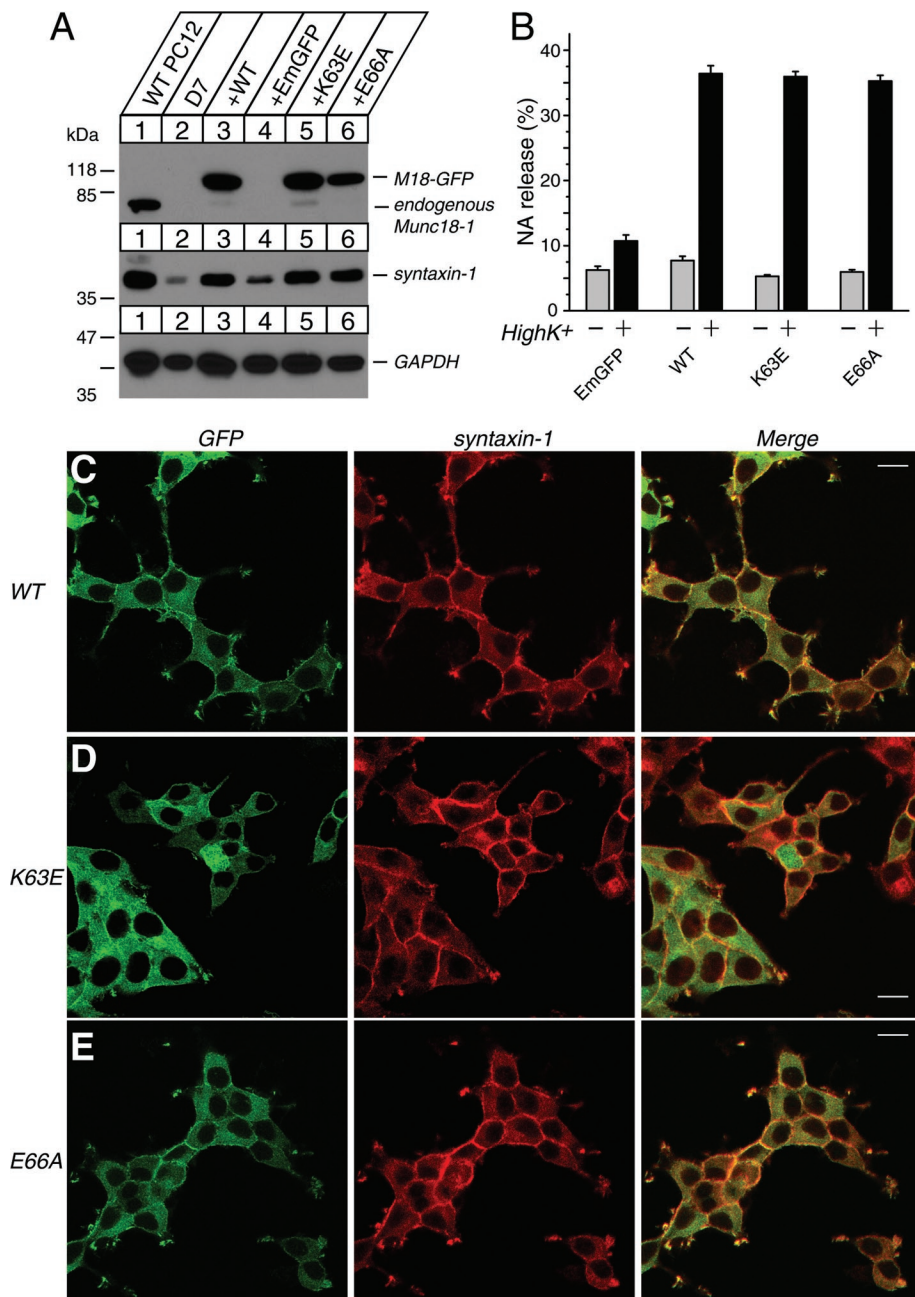 A
WT PC12
D7
+WT
+EmGFP
+K63E
+E66A
kDa
1 2 3 4 5 6
118
85
M18-GFP
endogenous
Munc18-1
1 2 3 4 5 6
35
syntaxin-1
1 2 3 4 5 6
47
35
GAPDH
B
NA release (%)
40
30
20
10
0
HighK+
− + − + − + − +
EmGFP
WT
K63E
E66A
GFP syntaxin-1 Merge
C
WT
D
K63E
E
E66A